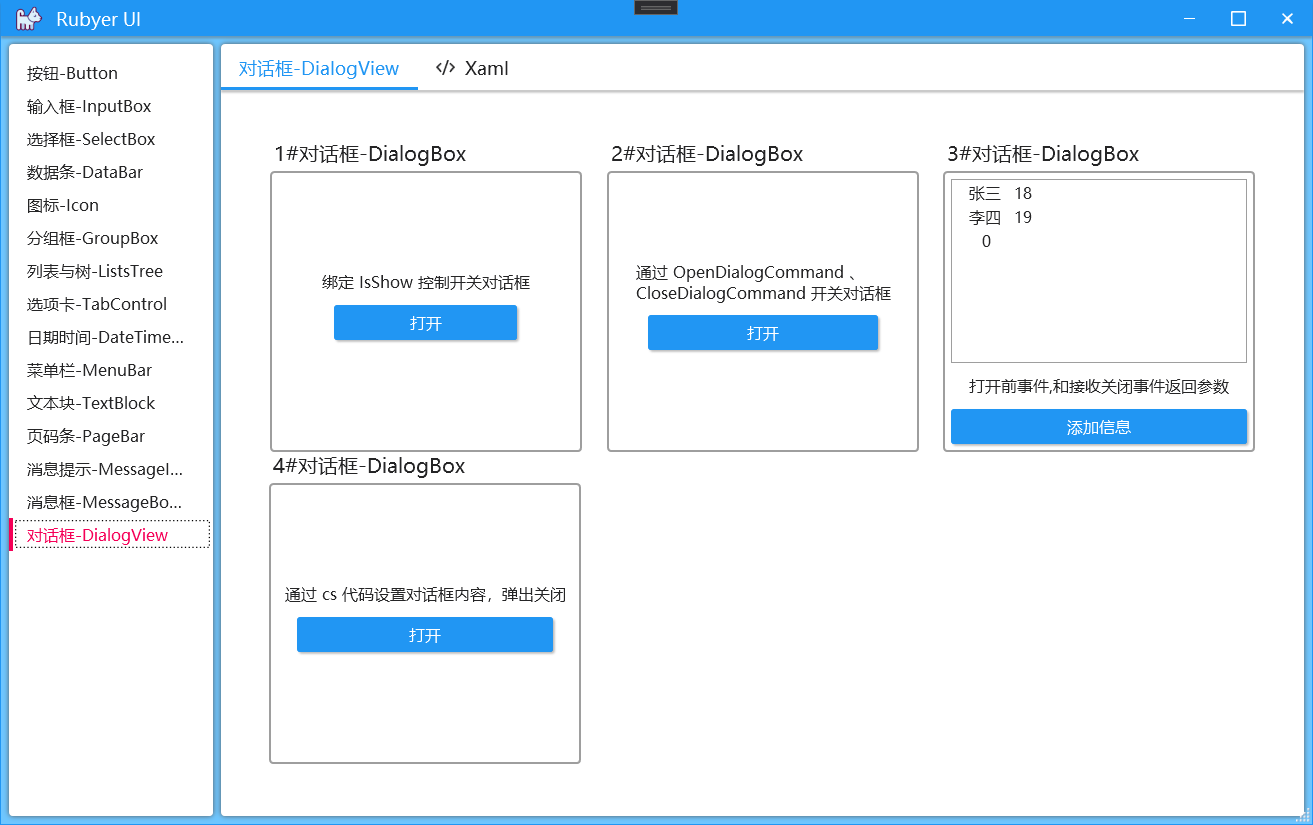 Rubyer UI
按钮-Button
输入框-InputBox
选择框-SelectBox
数据条-DataBar
图标-Icon
分组框-GroupBox
列表与树-ListsTree
选项卡-TabControl
日期时间-DateTime...
菜单栏-MenuBar
文本块-TextBlock
页码条-PageBar
消息提示-MessageI...
消息框-MessageBo...
对话框-DialogView
对话框-DialogView
</> Xaml
1#对话框-DialogBox
绑定 IsShow 控制开关对话框
打开
2#对话框-DialogBox
通过 OpenDialogCommand 、
CloseDialogCommand 开关对话框
打开
3#对话框-DialogBox
张三 18
李四 19
0
打开前事件,和接收关闭事件返回参数
添加信息
4#对话框-DialogBox
通过 cs 代码设置对话框内容，弹出关闭
打开